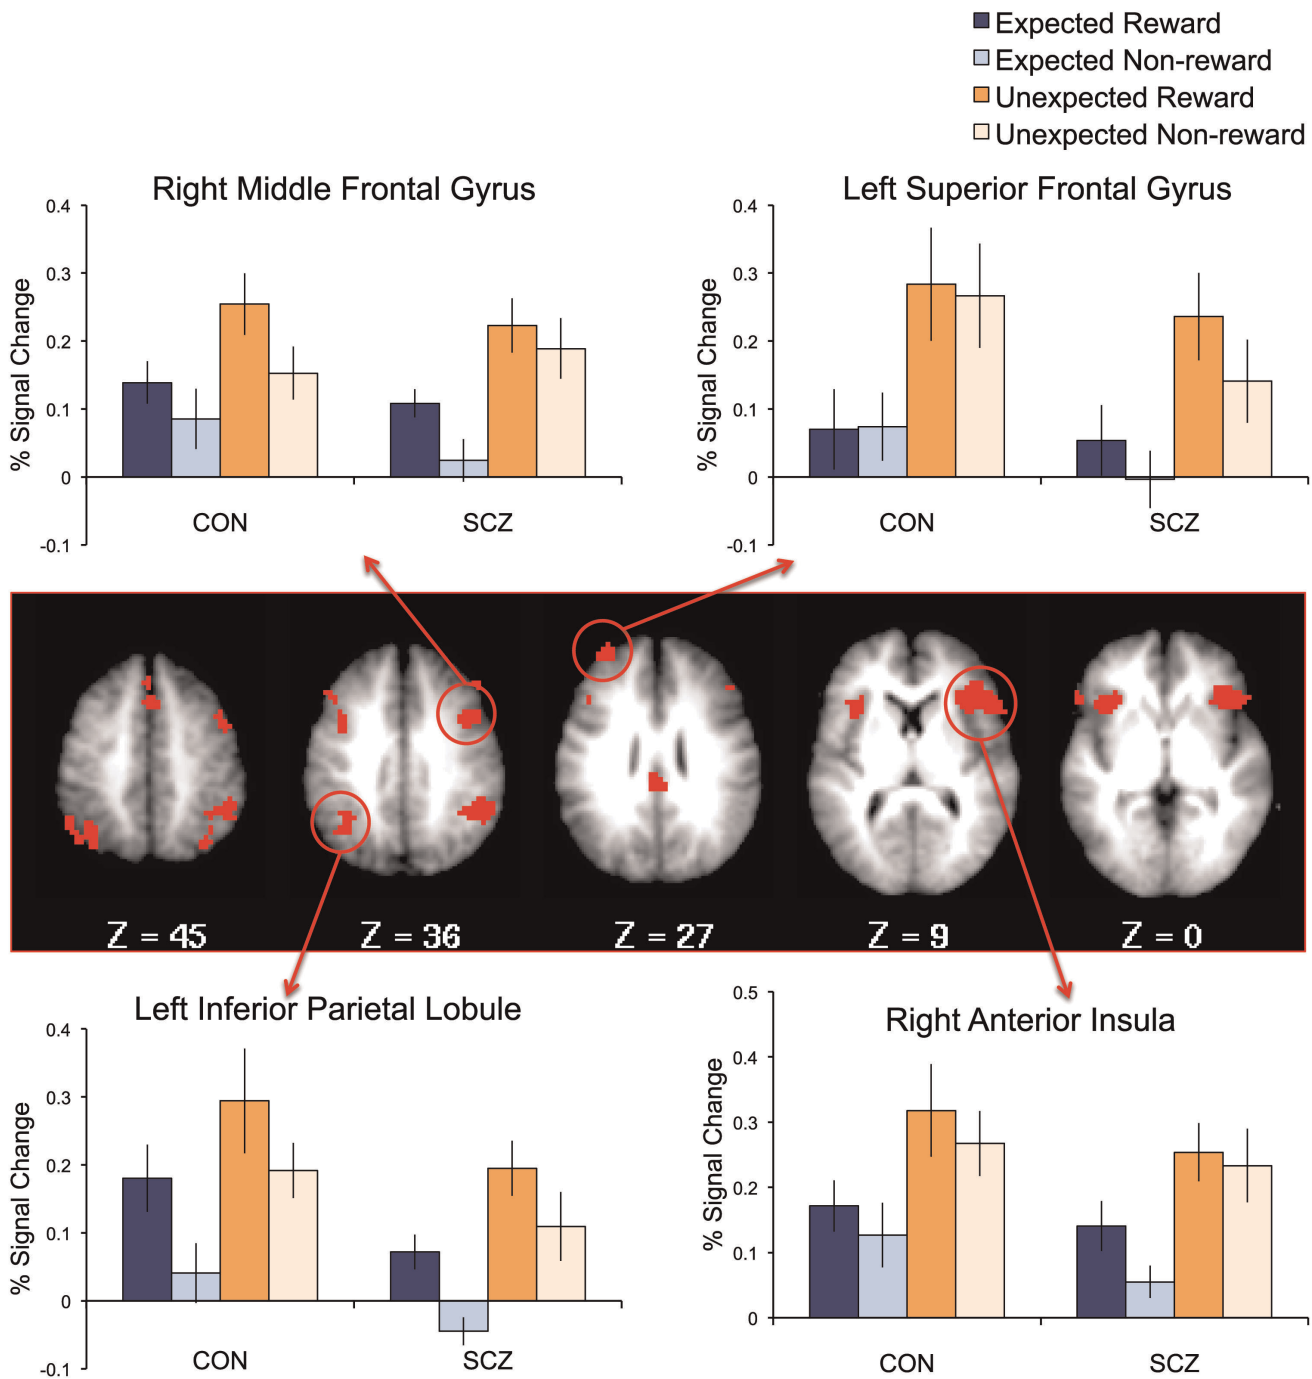 Expected Reward
Expected Non-reward
Unexpected Reward
Unexpected Non-reward
Right Middle Frontal Gyrus
% Signal Change
0.4
0.3
0.2
0.1
0
-0.1
CON
SCZ
Left Superior Frontal Gyrus
% Signal Change
0.4
0.3
0.2
0.1
0
-0.1
CON
SCZ
Z = 45
Z = 36
Z = 27
Z = 9
Z = 0
Left Inferior Parietal Lobule
% Signal Change
0.4
0.3
0.2
0.1
0
-0.1
CON
SCZ
Right Anterior Insula
% Signal Change
0.5
0.4
0.3
0.2
0.1
0
CON
SCZ